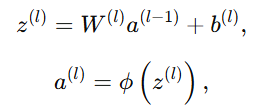 z^{(l)} = W^{(l)} a^{(l-1)} + b^{(l)},
a^{(l)} = ϕ(z^{(l)}),